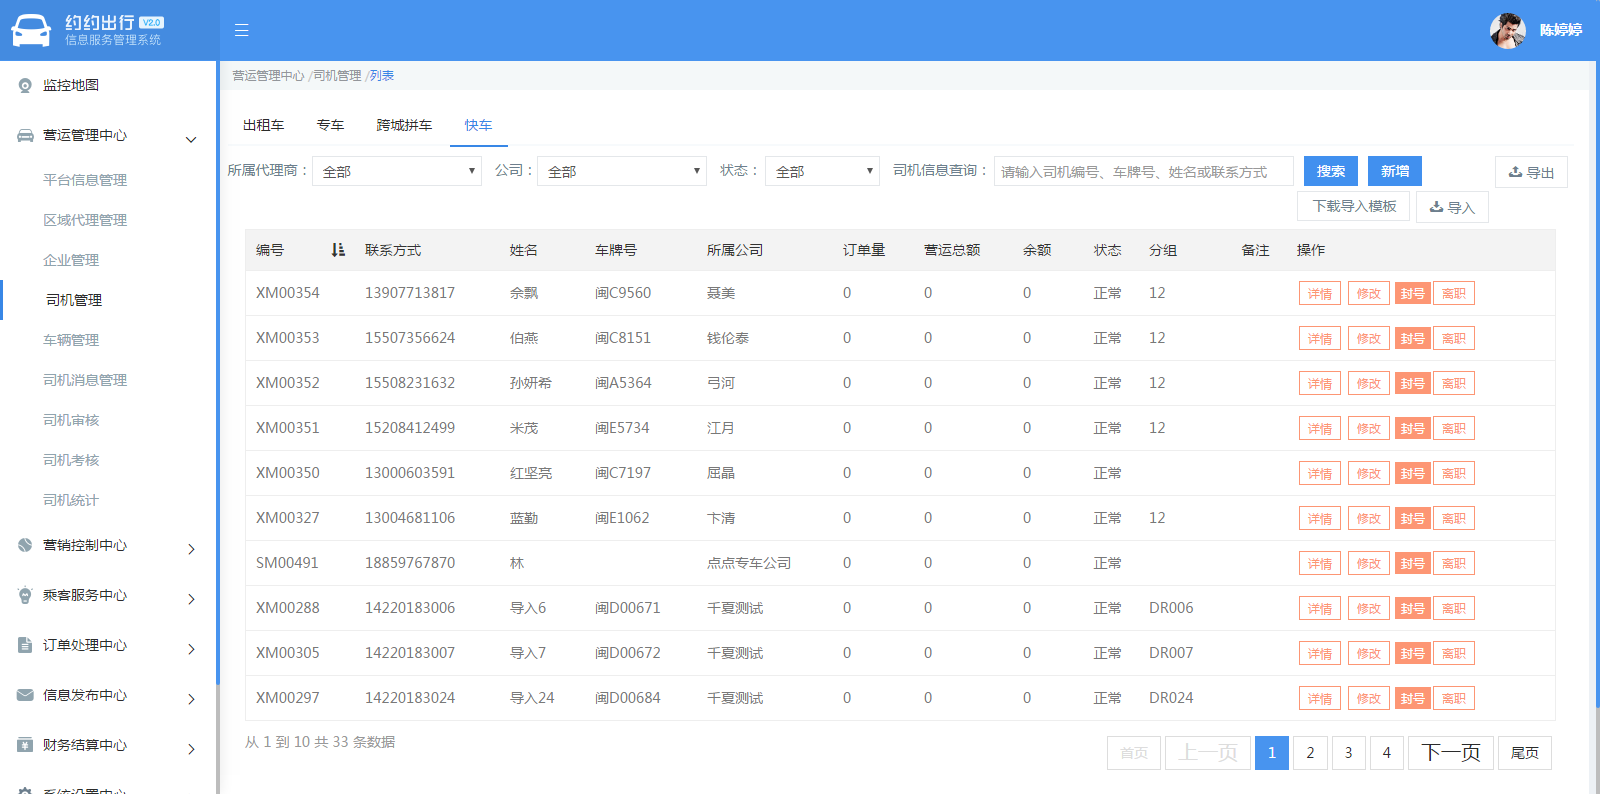 约约出行 V2.0
信息服务管理系统
陈婷婷
监控地图
营运管理中心
平台信息管理
区域代理管理
企业管理
司机管理
车辆管理
司机消息管理
司机审核
司机考核
司机统计
营销控制中心
乘客服务中心
订单处理中心
信息发布中心
财务结算中心
系统设置中心
营运管理中心 /司机管理 /列表
出租车 专车 跨城拼车 快车
所属代理商： 全部 公司： 全部 状态： 全部 司机信息查询： 请输入司机编号、车牌号、姓名或联系方式 搜索 新增 导出
下载导入模板 导入
编号 联系方式 姓名 车牌号 所属公司 订单量 营运总额 余额 状态 分组 备注 操作
XM00354 13907713817 余飘 闽C9560 聂美 0 0 0 正常 12 详情 修改 封号 离职
XM00353 15507356624 伯燕 闽C8151 钱伦泰 0 0 0 正常 12 详情 修改 封号 离职
XM00352 15508231632 孙妍希 闽A5364 弓河 0 0 0 正常 12 详情 修改 封号 离职
XM00351 15208412499 米茂 闽E5734 江月 0 0 0 正常 12 详情 修改 封号 离职
XM00350 13000603591 红坚亮 闽C7197 屈晶 0 0 0 正常 详情 修改 封号 离职
XM00327 13004681106 蓝勤 闽E1062 卞清 0 0 0 正常 12 详情 修改 封号 离职
SM00491 18859767870 林 点点专车公司 0 0 0 正常 详情 修改 封号 离职
XM00288 14220183006 导入6 闽D00671 千夏测试 0 0 0 正常 DR006 详情 修改 封号 离职
XM00305 14220183007 导入7 闽D00672 千夏测试 0 0 0 正常 DR007 详情 修改 封号 离职
XM00297 14220183024 导入24 闽D00684 千夏测试 0 0 0 正常 DR024 详情 修改 封号 离职
从 1 到 10 共 33 条数据
首页 上一页 1 2 3 4 下一页 尾页